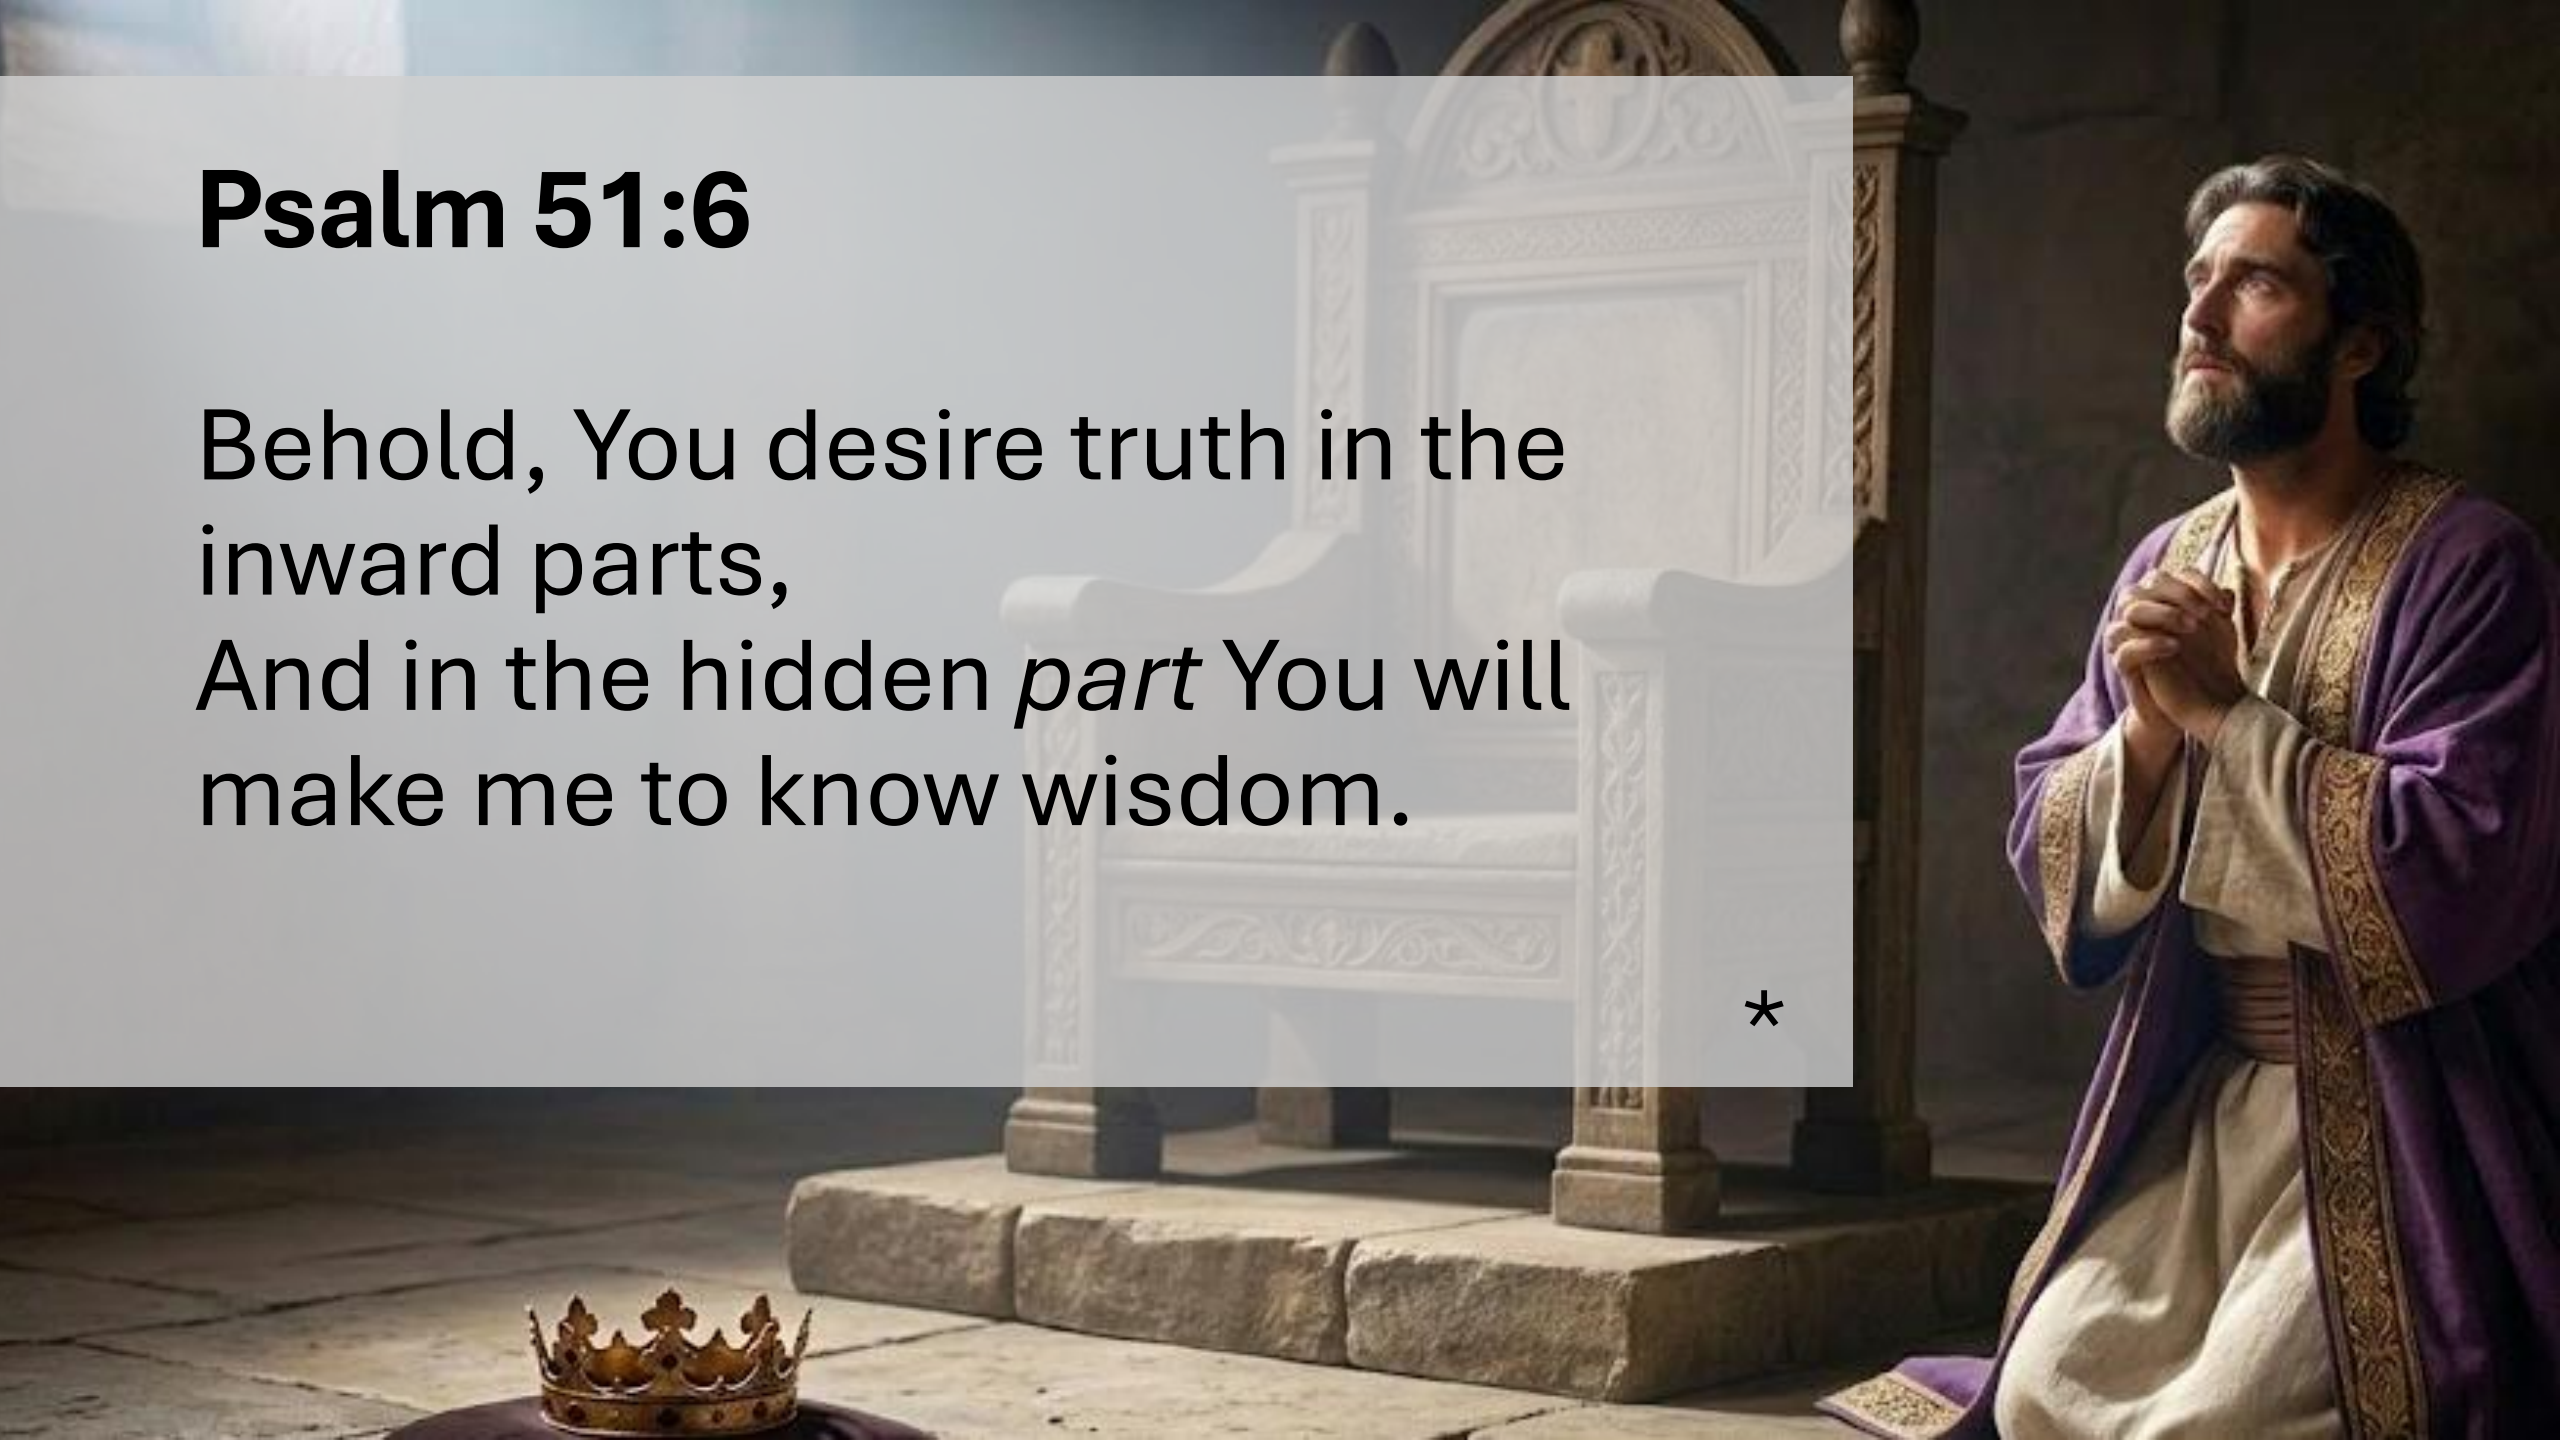 Psalm 51:6
Behold, You desire truth in the
inward parts,
And in the hidden part You will
make me to know wisdom.
*